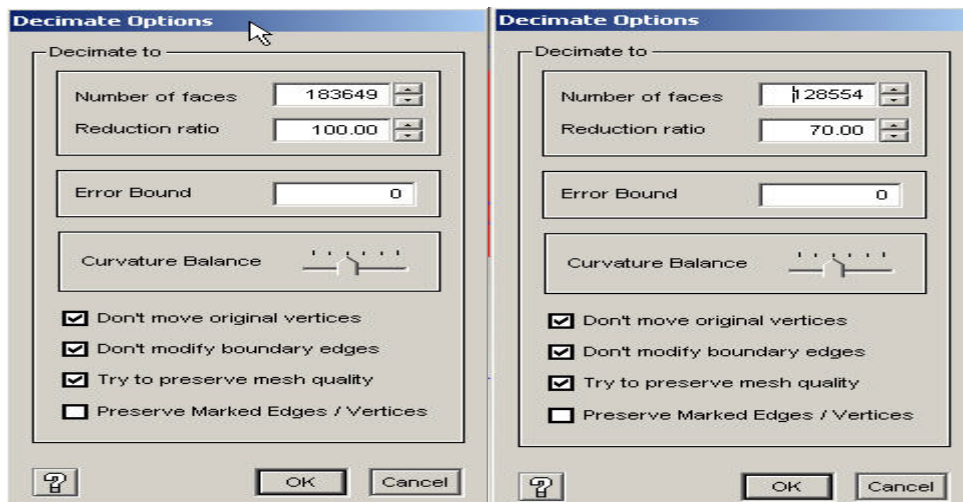 Decimate Options
Decimate to
Number of faces 183649
Reduction ratio 100.00
Error Bound 0
Curvature Balance
Don't move original vertices
Don't modify boundary edges
Try to preserve mesh quality
Preserve Marked Edges / Vertices
? OK Cancel
Decimate Options
Decimate to
Number of faces 128554
Reduction ratio 70.00
Error Bound 0
Curvature Balance
Don't move original vertices
Don't modify boundary edges
Try to preserve mesh quality
Preserve Marked Edges / Vertices
? OK Cancel